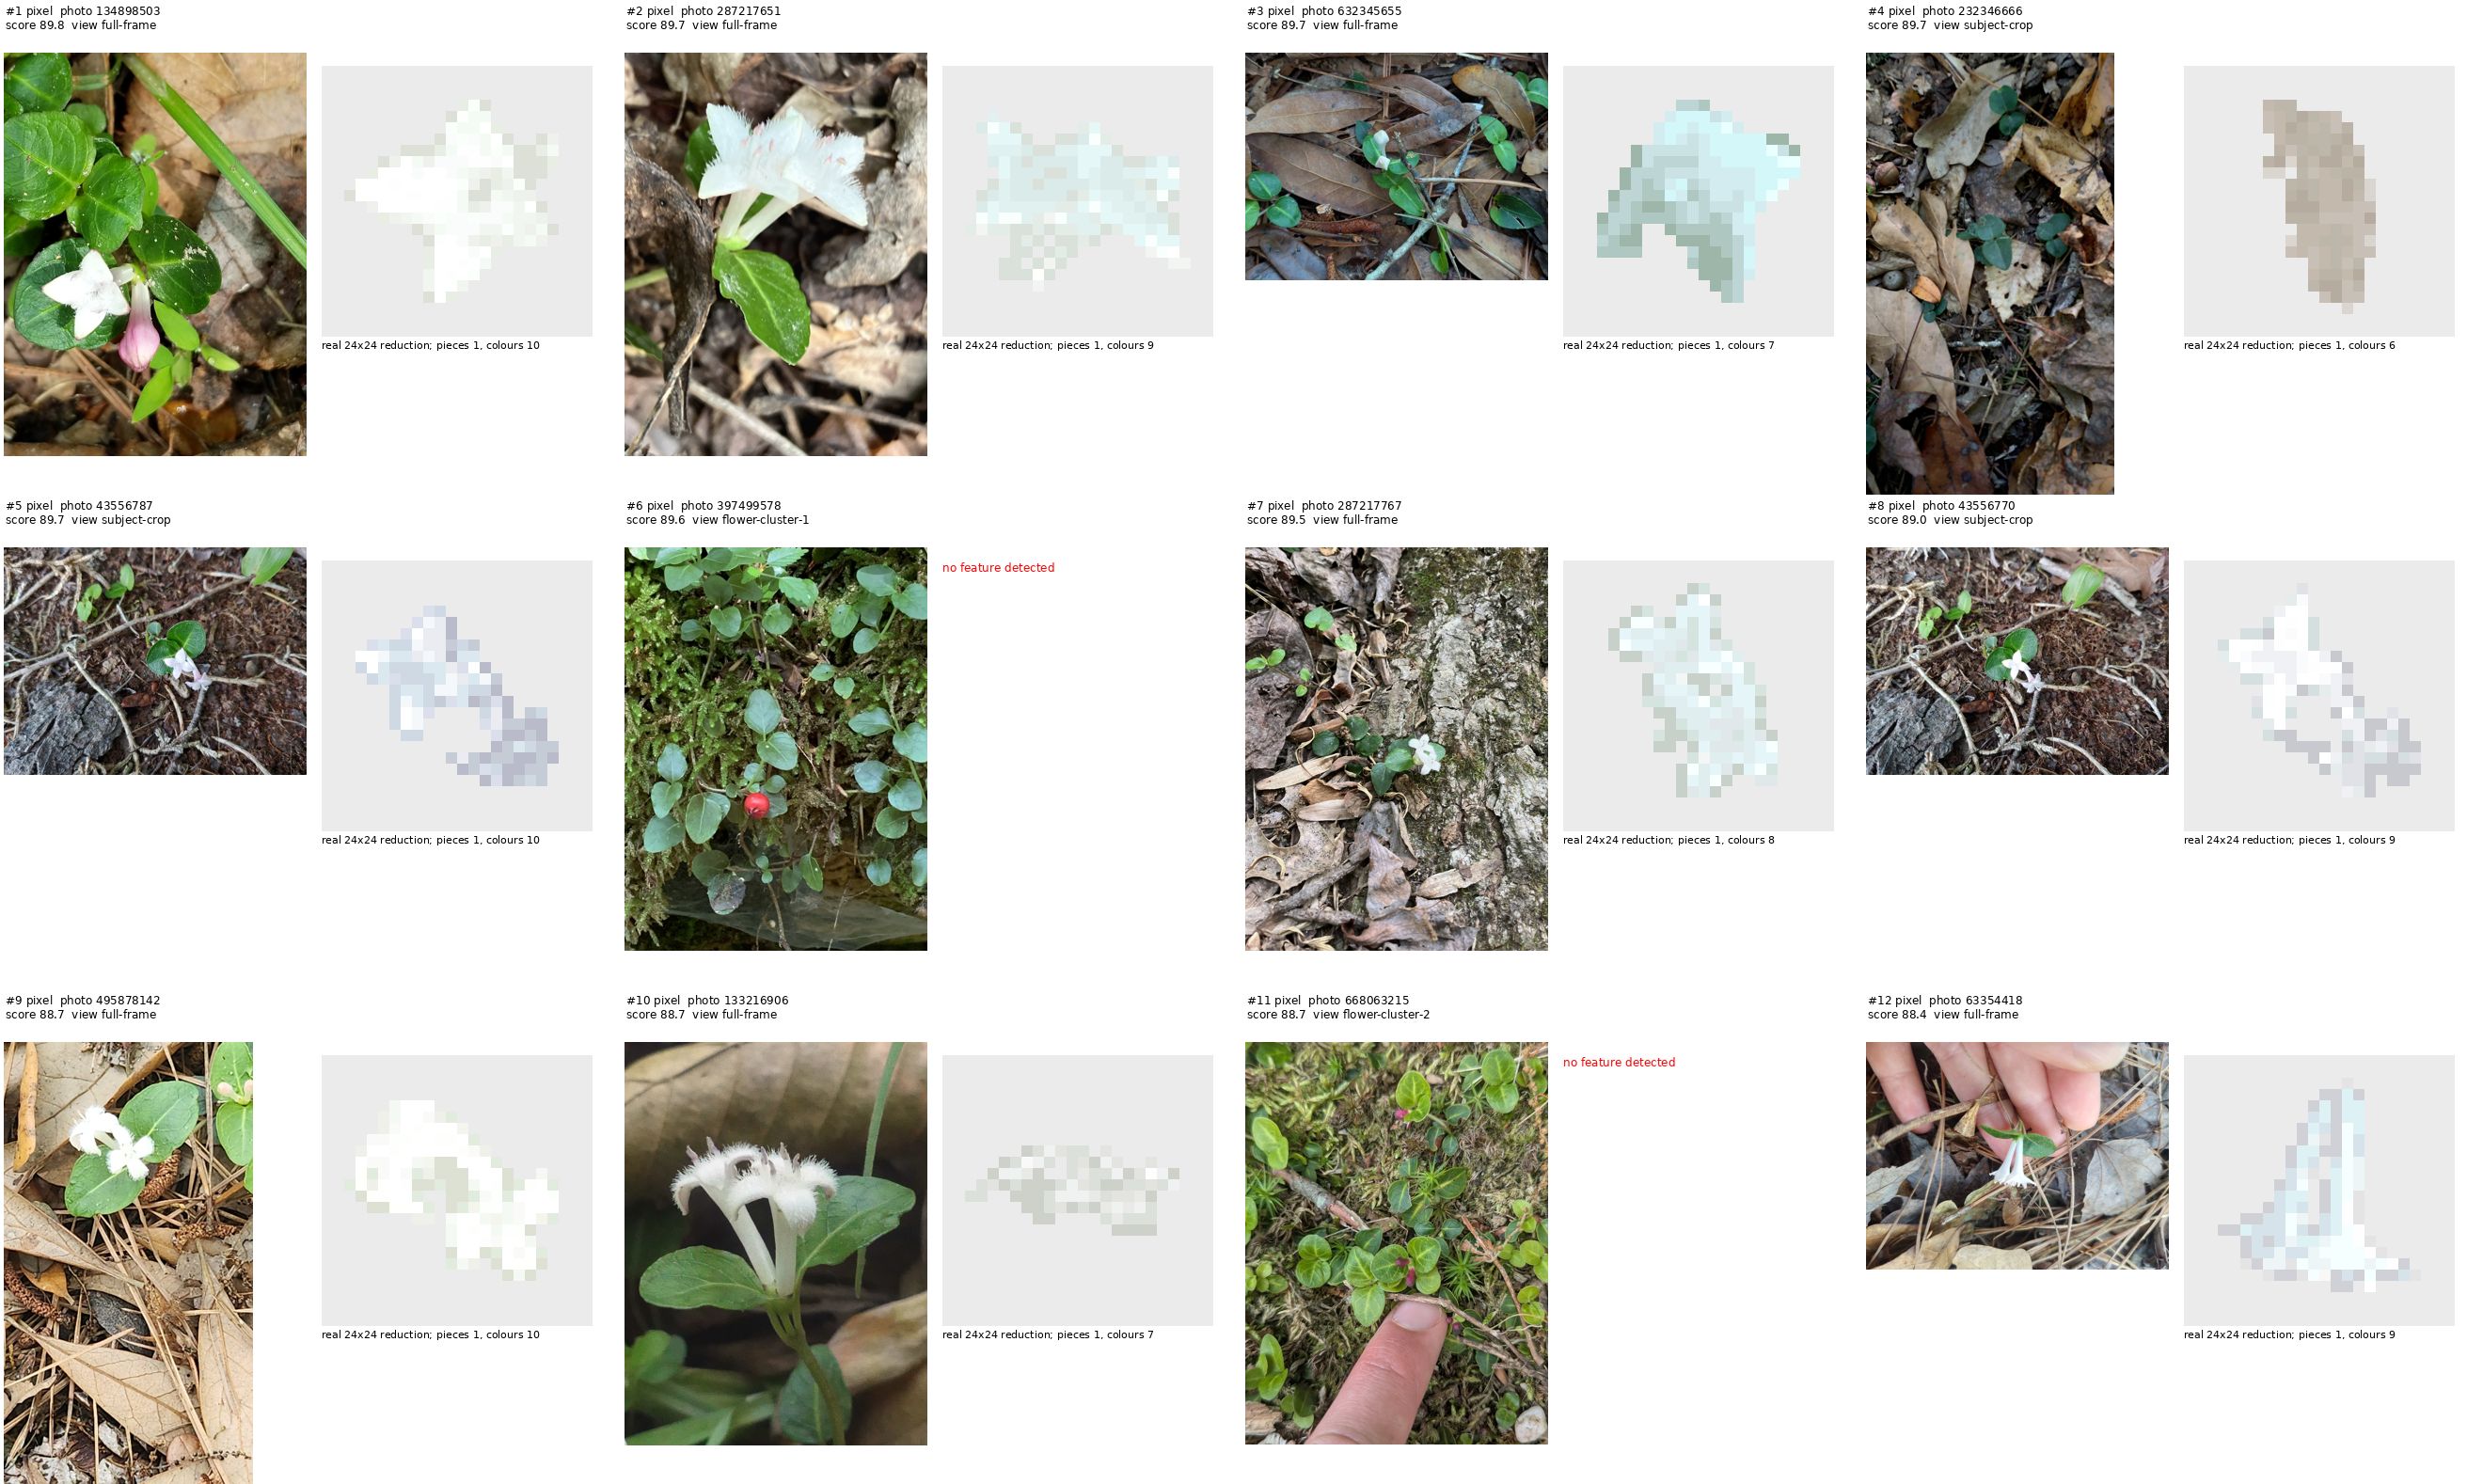 #1 pixel  photo 134898503
score 89.8  view full-frame
real 24x24 reduction; pieces 1, colours 10
#2 pixel  photo 287217651
score 89.7  view full-frame
real 24x24 reduction; pieces 1, colours 9
#3 pixel  photo 632345655
score 89.7  view full-frame
real 24x24 reduction; pieces 1, colours 7
#4 pixel  photo 232346666
score 89.7  view subject-crop
real 24x24 reduction; pieces 1, colours 6
#5 pixel  photo 43556787
score 89.7  view subject-crop
real 24x24 reduction; pieces 1, colours 10
#6 pixel  photo 397499578
score 89.6  view flower-cluster-1
no feature detected
#7 pixel  photo 287217767
score 89.5  view full-frame
real 24x24 reduction; pieces 1, colours 8
#8 pixel  photo 43556770
score 89.0  view subject-crop
real 24x24 reduction; pieces 1, colours 9
#9 pixel  photo 495878142
score 88.7  view full-frame
real 24x24 reduction; pieces 1, colours 10
#10 pixel  photo 133216906
score 88.7  view full-frame
real 24x24 reduction; pieces 1, colours 7
#11 pixel  photo 668063215
score 88.7  view flower-cluster-2
no feature detected
#12 pixel  photo 63354418
score 88.4  view full-frame
real 24x24 reduction; pieces 1, colours 9